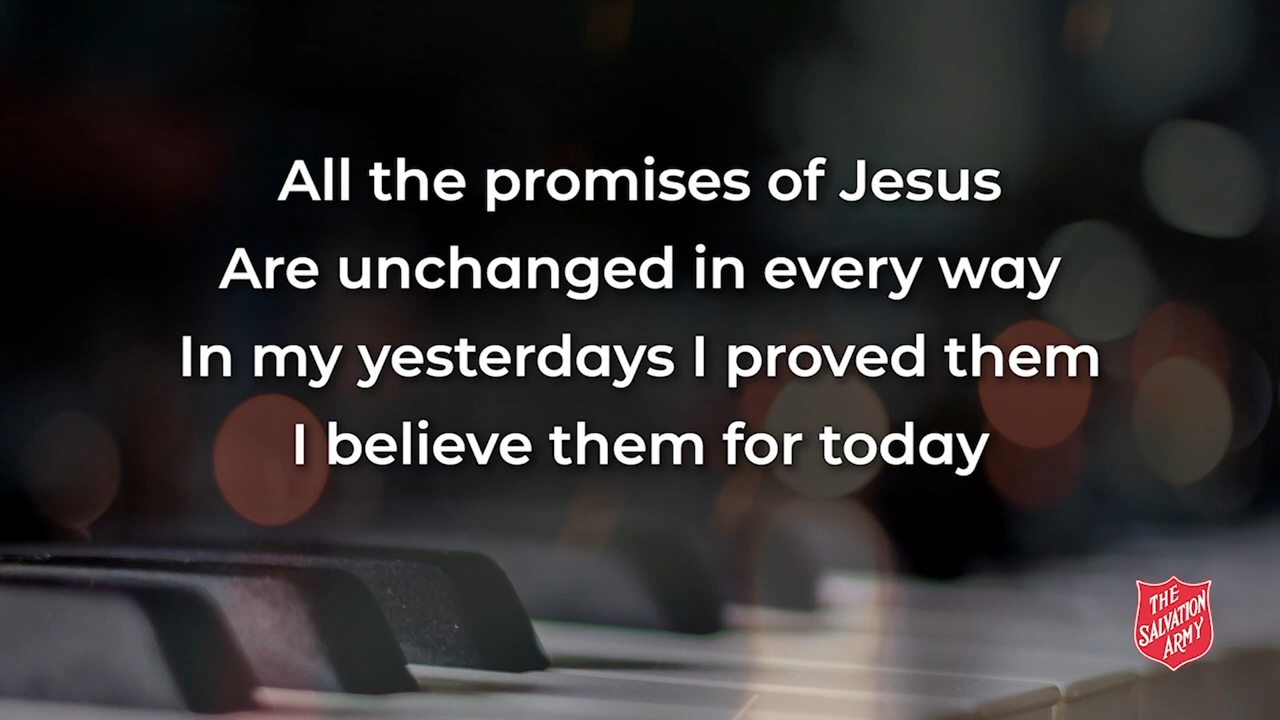 All the promises of Jesus
Are unchanged in every way
In my yesterdays I proved them
I believe them for today
THE
SALVATION
ARMY